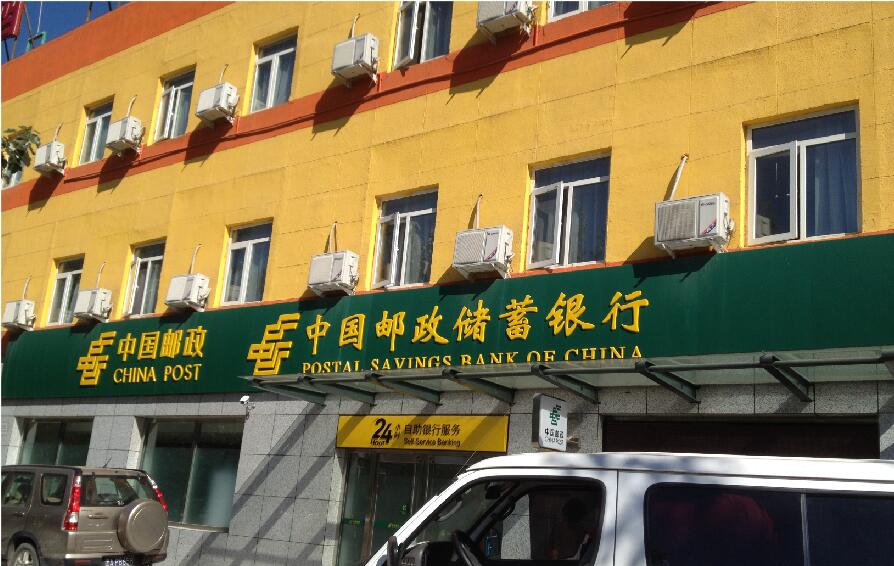 中国邮政
CHINA POST
中国邮政储蓄银行
POSTAL SAVINGS BANK OF CHINA
24小时
Hour
自助银行服务
Self-Service Banking
中国邮政
CHINA POST